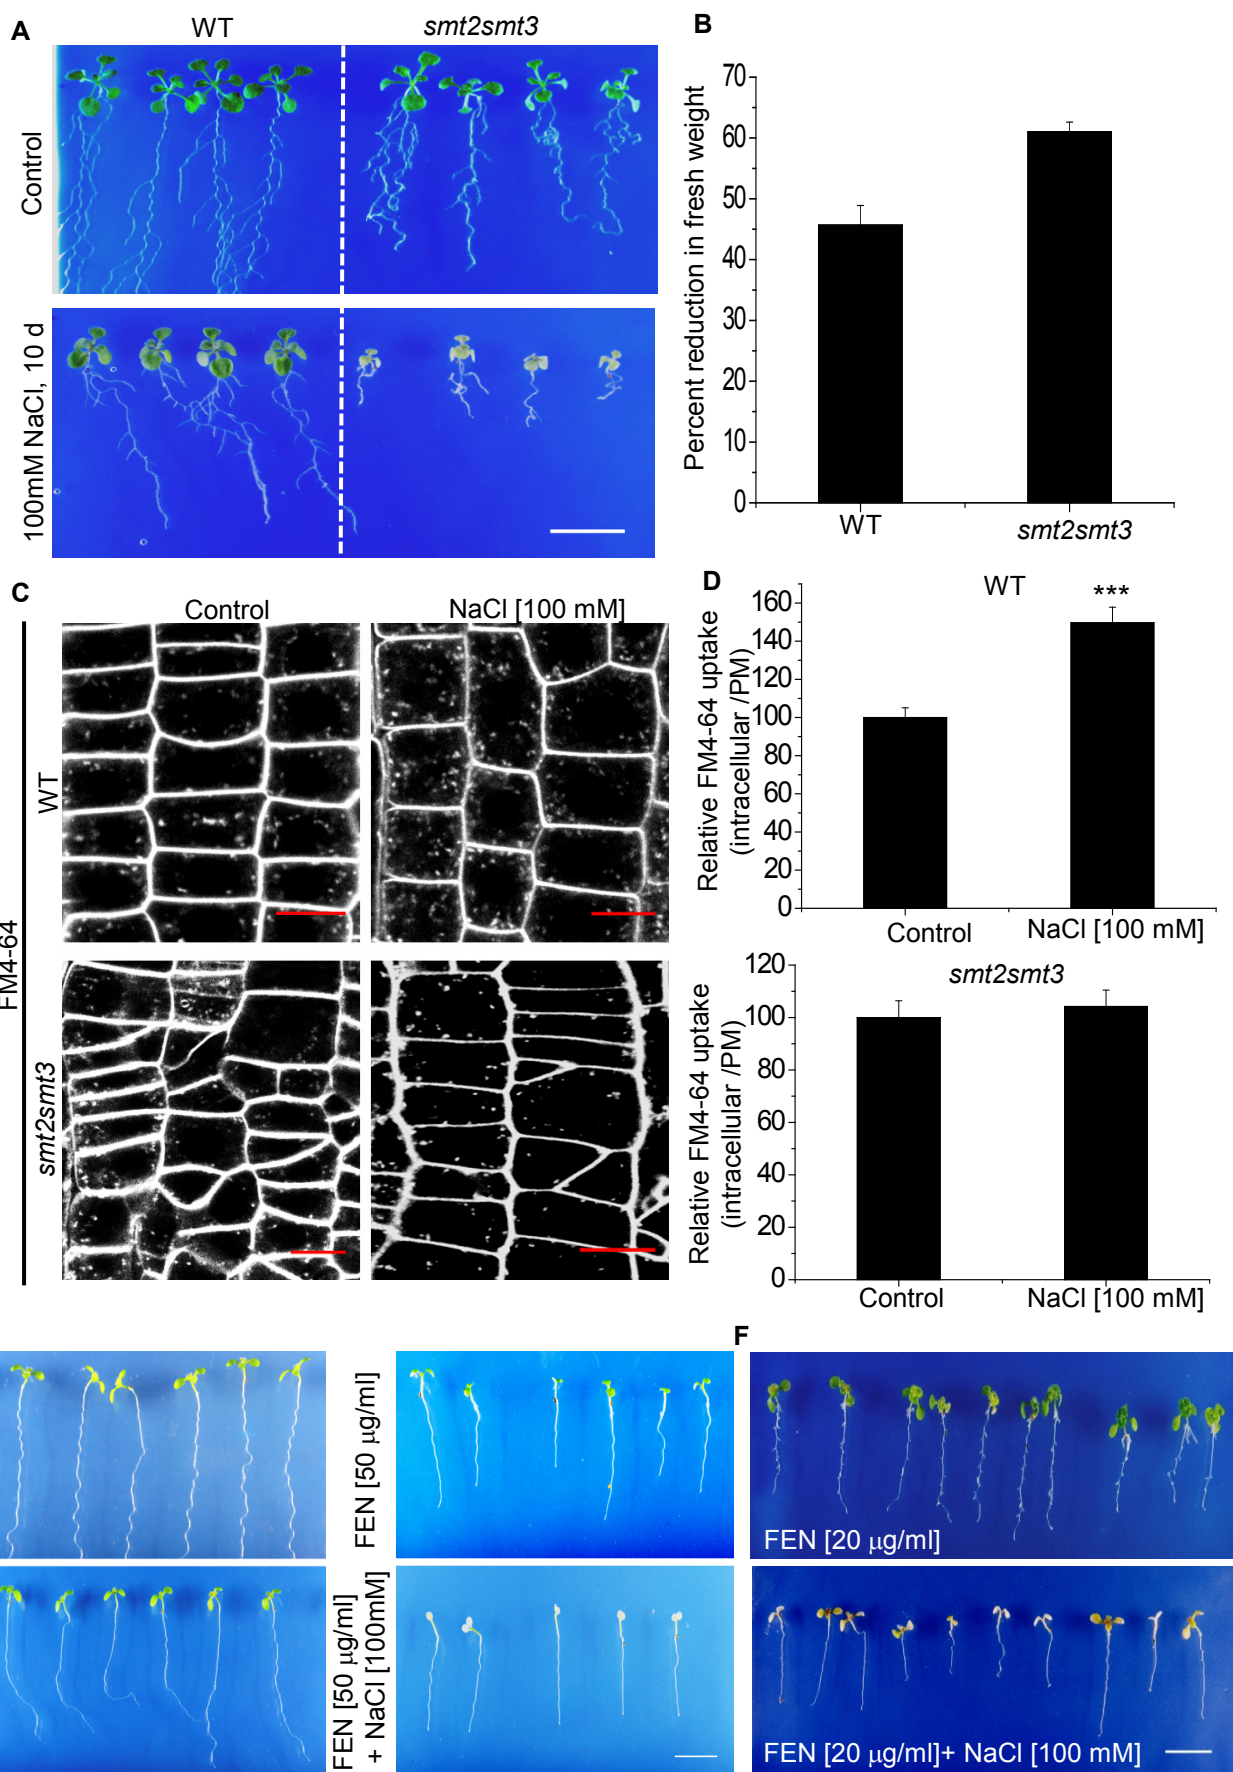 A
WT
smt2smt3
Control
100mM NaCl, 10 d
B
Percent reduction in fresh weight
70
60
50
40
30
20
10
0
WT
smt2smt3
C
Control
NaCl [100 mM]
FM4-64
WT
smt2smt3
D
WT
***
Relative FM4-64 uptake
(intracellular /PM)
160
140
120
100
80
60
40
20
0
Control
NaCl [100 mM]
smt2smt3
Relative FM4-64 uptake
(intracellular /PM)
120
100
80
60
40
20
0
Control
NaCl [100 mM]
FEN [50 µg/ml]
FEN [50 µg/ml]
+ NaCl [100mM]
F
FEN [20 µg/ml]
FEN [20 µg/ml]+ NaCl [100 mM]